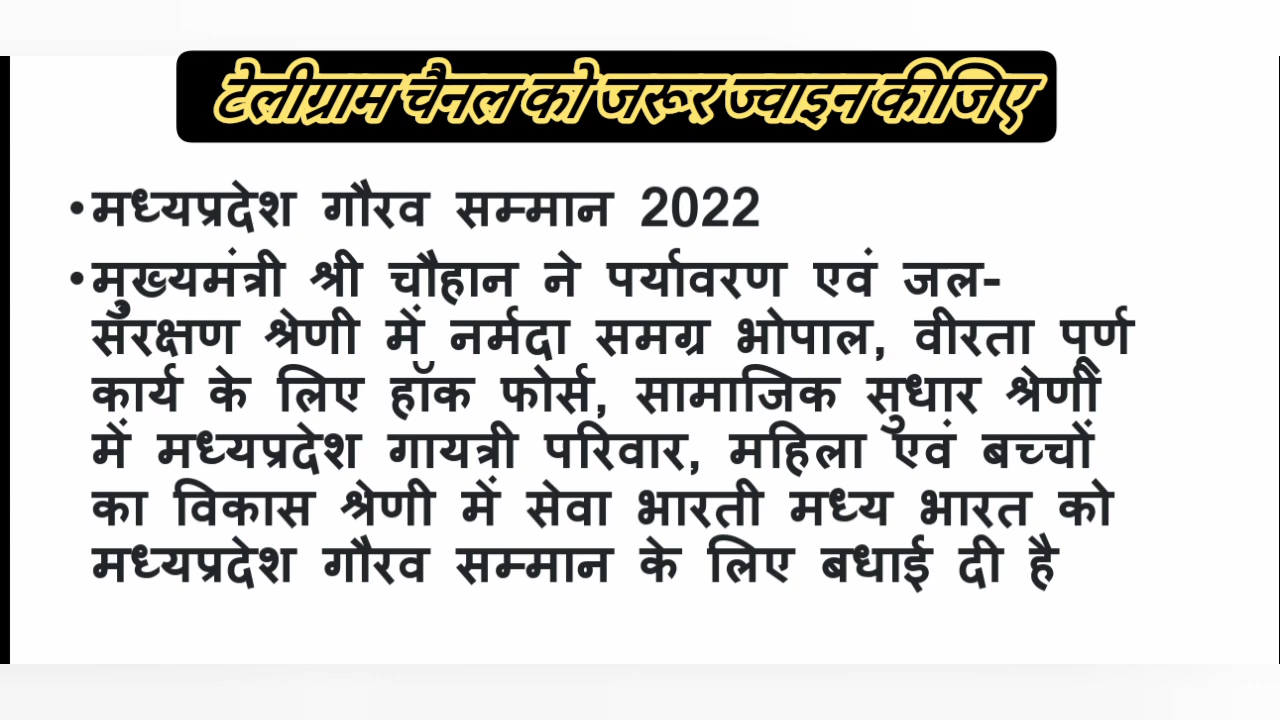 टेलीग्राम चैनल को जरूर ज्वाइन कीजिए
•मध्यप्रदेश गौरव सम्मान 2022
•मुख्यमंत्री श्री चौहान ने पर्यावरण एवं जल-
संरक्षण श्रेणी में नर्मदा समग्र भोपाल, वीरता पूर्ण
कार्य के लिए हॉक फोर्स, सामाजिक सुधार श्रेणी
में मध्यप्रदेश गायत्री परिवार, महिला एवं बच्चों
का विकास श्रेणी में सेवा भारती मध्य भारत को
मध्यप्रदेश गौरव सम्मान के लिए बधाई दी है